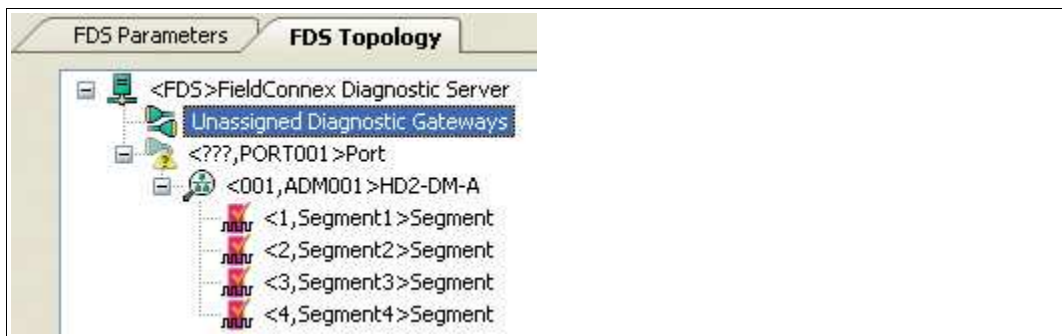 FDS Parameters FDS Topology
<FDS>FieldConnex Diagnostic Server
Unassigned Diagnostic Gateways
<???,PORT001>Port
<001,ADM001>HD2-DM-A
<1,Segment1>Segment
<2,Segment2>Segment
<3,Segment3>Segment
<4,Segment4>Segment